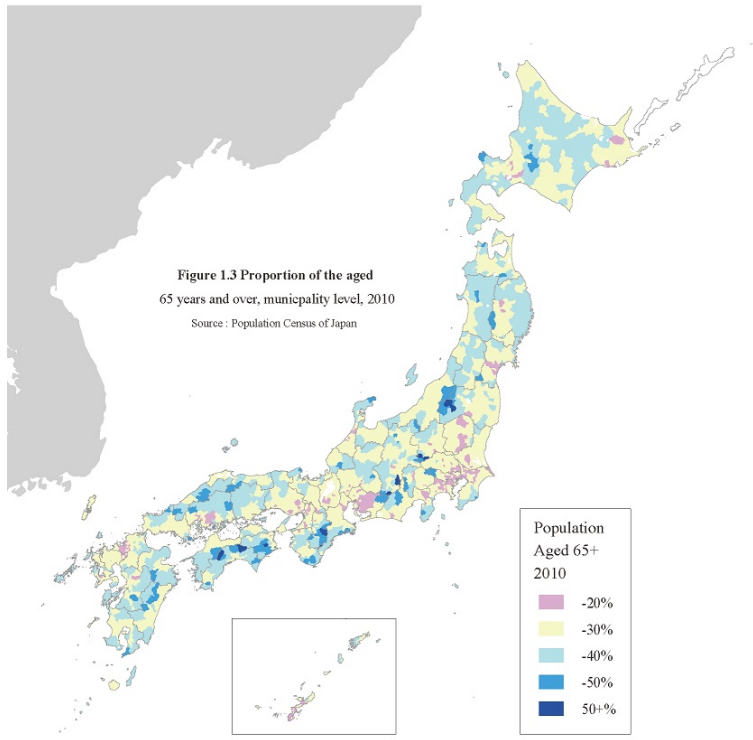 Figure 1.3 Proportion of the aged
65 years and over, municpality level, 2010
Source : Population Census of Japan
Population
Aged 65+
2010
-20%
-30%
-40%
-50%
50+%